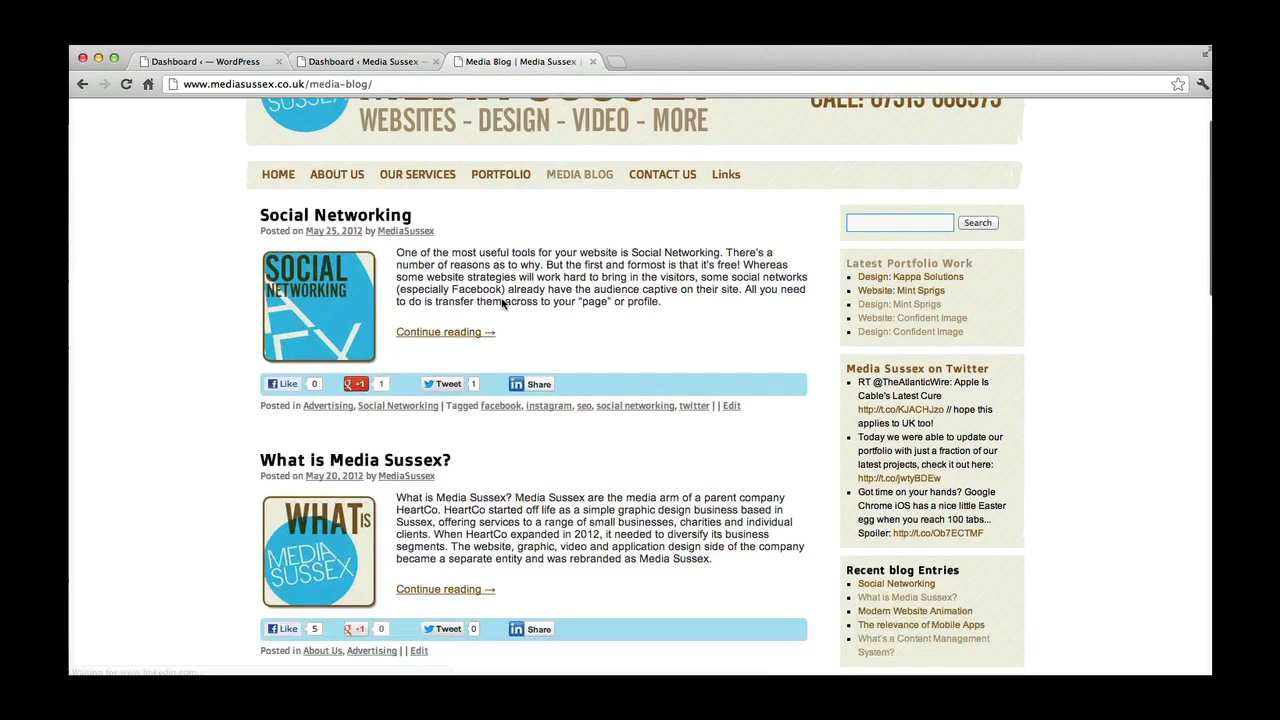 Dashboard ‹ — WordPress
Dashboard ‹ Media Sussex —
Media Blog | Media Sussex
www.mediasussex.co.uk/media-blog/
SUSSEX
MEDIA SUSSEX
CALL: 07515 666575
WEBSITES - DESIGN - VIDEO - MORE
HOME
ABOUT US
OUR SERVICES
PORTFOLIO
MEDIA BLOG
CONTACT US
Links
Social Networking
Posted on May 25, 2012 by MediaSussex
SOCIAL
NETWORKING
One of the most useful tools for your website is Social Networking. There's a
number of reasons as to why. But the first and formost is that it's free! Whereas
some website strategies will work hard to bring in the visitors, some social networks
(especially Facebook) already have the audience captive on their site. All you need
to do is transfer them across to your “page” or profile.
Continue reading →
Like 0
+1 1
Tweet 1
Share
Posted in Advertising, Social Networking | Tagged facebook, instagram, seo, social networking, twitter | | Edit
What is Media Sussex?
Posted on May 20, 2012 by MediaSussex
WHAT IS
MEDIA
SUSSEX
What is Media Sussex? Media Sussex are the media arm of a parent company
HeartCo. HeartCo started off life as a simple graphic design business based in
Sussex, offering services to a range of small businesses, charities and individual
clients. When HeartCo expanded in 2012, it needed to diversify its business
segments. The website, graphic, video and application design side of the company
became a separate entity and was rebranded as Media Sussex.
Continue reading →
Like 5
+1 0
Tweet 0
Share
Posted in About Us, Advertising | | Edit
Search
Latest Portfolio Work
Design: Kappa Solutions
Website: Mint Sprigs
Design: Mint Sprigs
Website: Confident Image
Design: Confident Image
Media Sussex on Twitter
RT @TheAtlanticWire: Apple Is
Cable's Latest Cure
http://t.co/KJACHJzo // hope this
applies to UK too!
Today we were able to update our
portfolio with just a fraction of our
latest projects, check it out here:
http://t.co/jwtyBDEw
Got time on your hands? Google
Chrome iOS has a nice little Easter
egg when you reach 100 tabs...
Spoiler: http://t.co/Ob7ECTMF
Recent blog Entries
Social Networking
What is Media Sussex?
Modern Website Animation
The relevance of Mobile Apps
What's a Content Management
System?
Waiting for www.linkedin.com...